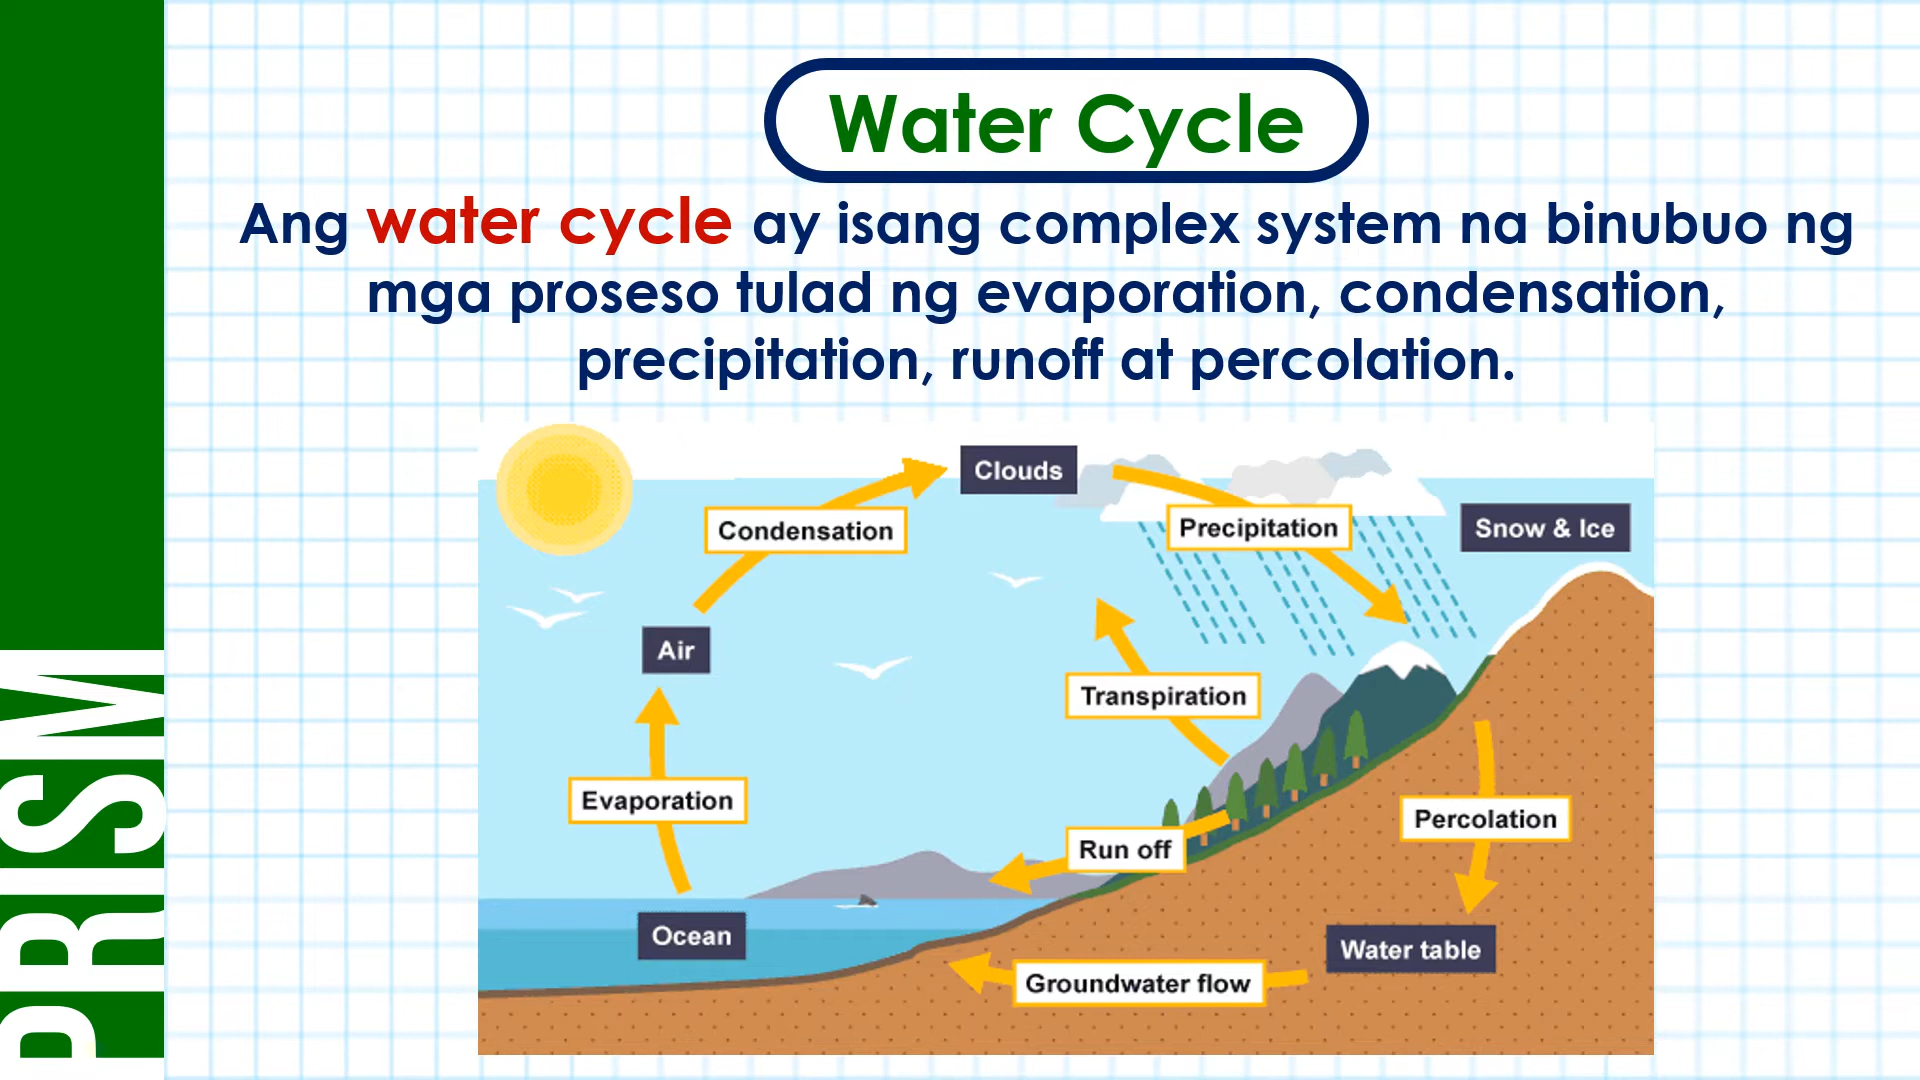 Water Cycle
Ang water cycle ay isang complex system na binubuo ng
mga proseso tulad ng evaporation, condensation,
precipitation, runoff at percolation.
Clouds
Condensation
Precipitation
Snow & Ice
Air
Transpiration
Evaporation
Percolation
Run off
Ocean
Water table
Groundwater flow
PRISM